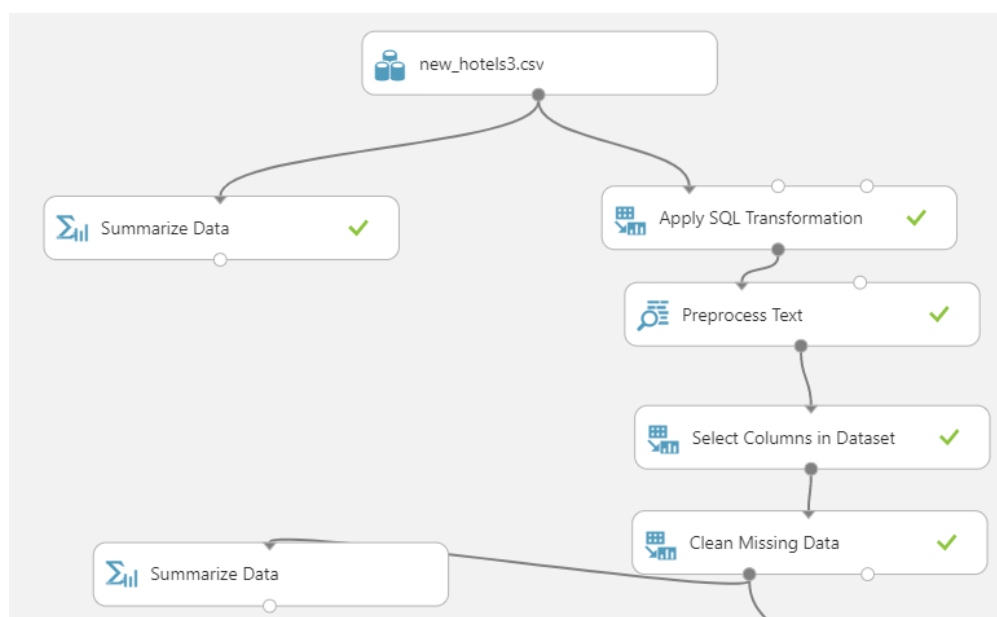 new_hotels3.csv
Summarize Data
Apply SQL Transformation
Preprocess Text
Select Columns in Dataset
Clean Missing Data
Summarize Data